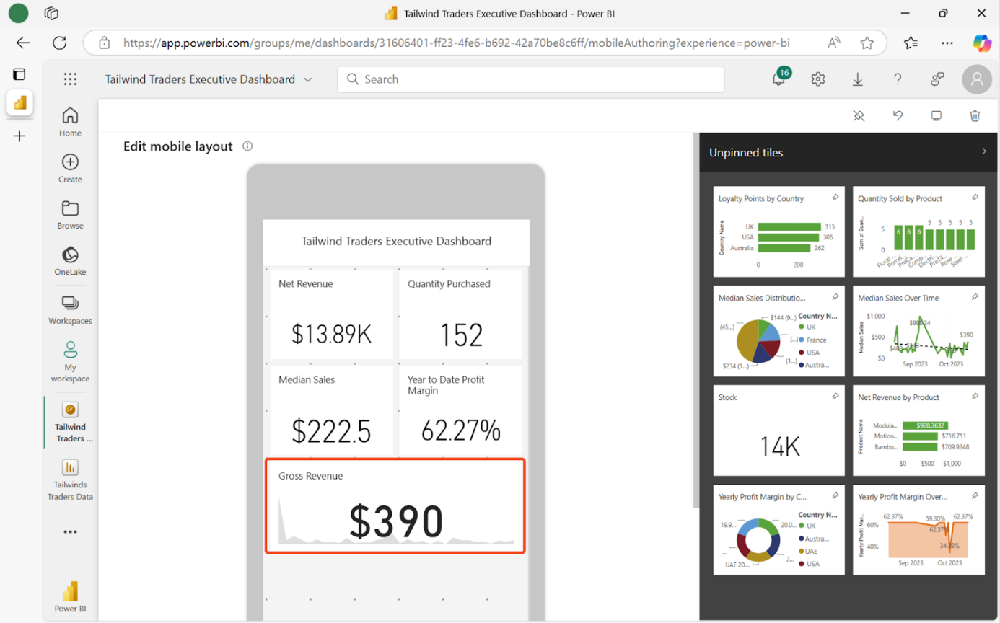 Tailwind Traders Executive Dashboard - Power BI
https://app.powerbi.com/groups/me/dashboards/31606401-ff23-4fe6-b692-42a70be8c6ff/mobileAuthoring?experience=power-bi
Tailwind Traders Executive Dashboard
Search
16
Home
Create
Browse
OneLake
Workspaces
My
workspace
Tailwind
Traders ...
Tailwinds
Traders Data
Power BI
Edit mobile layout
Tailwind Traders Executive Dashboard
Net Revenue
$13.89K
Quantity Purchased
152
Median Sales
$222.5
Year to Date Profit
Margin
62.27%
Gross Revenue
$390
Unpinned tiles
Loyalty Points by Country
Country Name
UK 315
USA 305
Australia 262
0 200
Quantity Sold by Product
Sum of Quan...
5 5 5 5 5
5
6 6 6
0
Floral ... Parcel... ProCa... Comp... Electri... ProTil... Rose ... Steel ...
Median Sales Distributio...
$144 (9...)
(45...)
(...)
(1...)
$234 (1...)
Country N...
UK
France
USA
Austra...
Median Sales Over Time
Median Sales
$1,000
$500
$0
$390
Sep 2023 Oct 2023
Stock
14K
Net Revenue by Product
Product Name
Modula... $928.3632
Motion... $716.751
Bambo... $709.9248
$0 $500 $1,000
Yearly Profit Margin by C...
19.9...
20.0...
...
2...
UAE 20....
Country N...
UK
Austra...
UAE
USA
Yearly Profit Margin Over...
Yearly Profit Mar...
62.37% 59.30% 62.37%
60%
62.37%
40%
34.38%
Sep 2023 Oct 2023